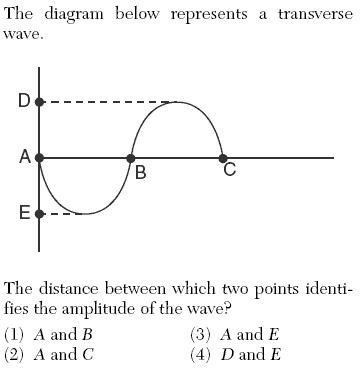 The diagram below represents a transverse
wave.
D
A
B
C
E
The distance between which two points identi-
fies the amplitude of the wave?
(1) A and B (3) A and E
(2) A and C (4) D and E